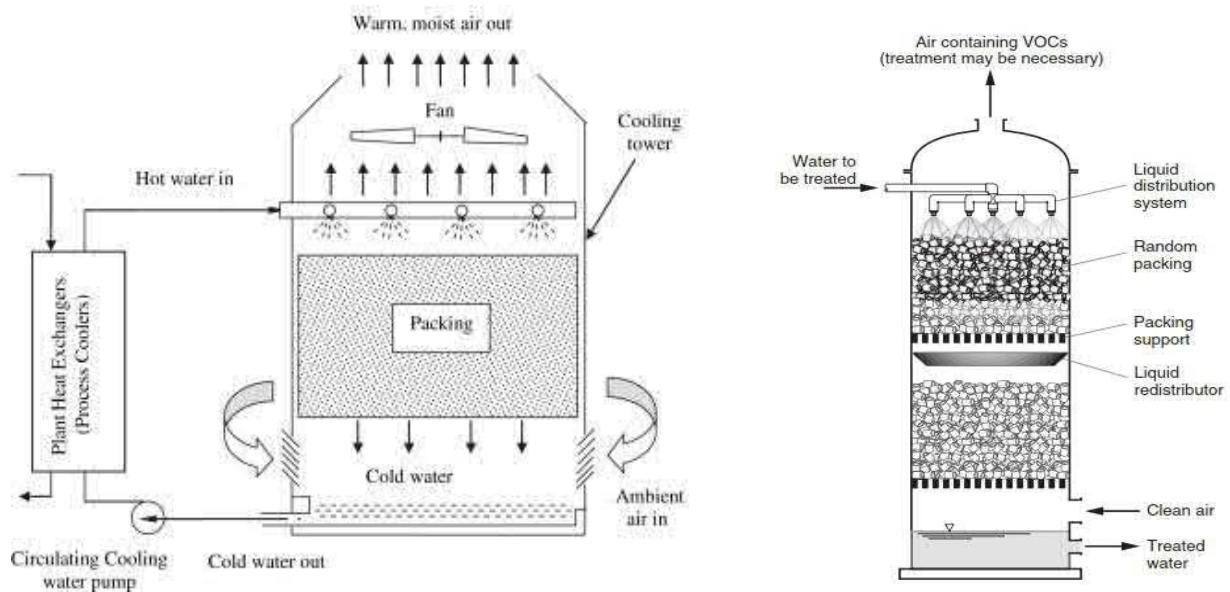 Warm, moist air out
Fan
Cooling
tower
Hot water in
Packing
Plant Heat Exchangers
(Process Coolers)
Cold water
Ambient
air in
Circulating Cooling
water pump
Cold water out
Air containing VOCs
(treatment may be necessary)
Water to
be treated
Liquid
distribution
system
Random
packing
Packing
support
Liquid
redistributor
Clean air
Treated
water